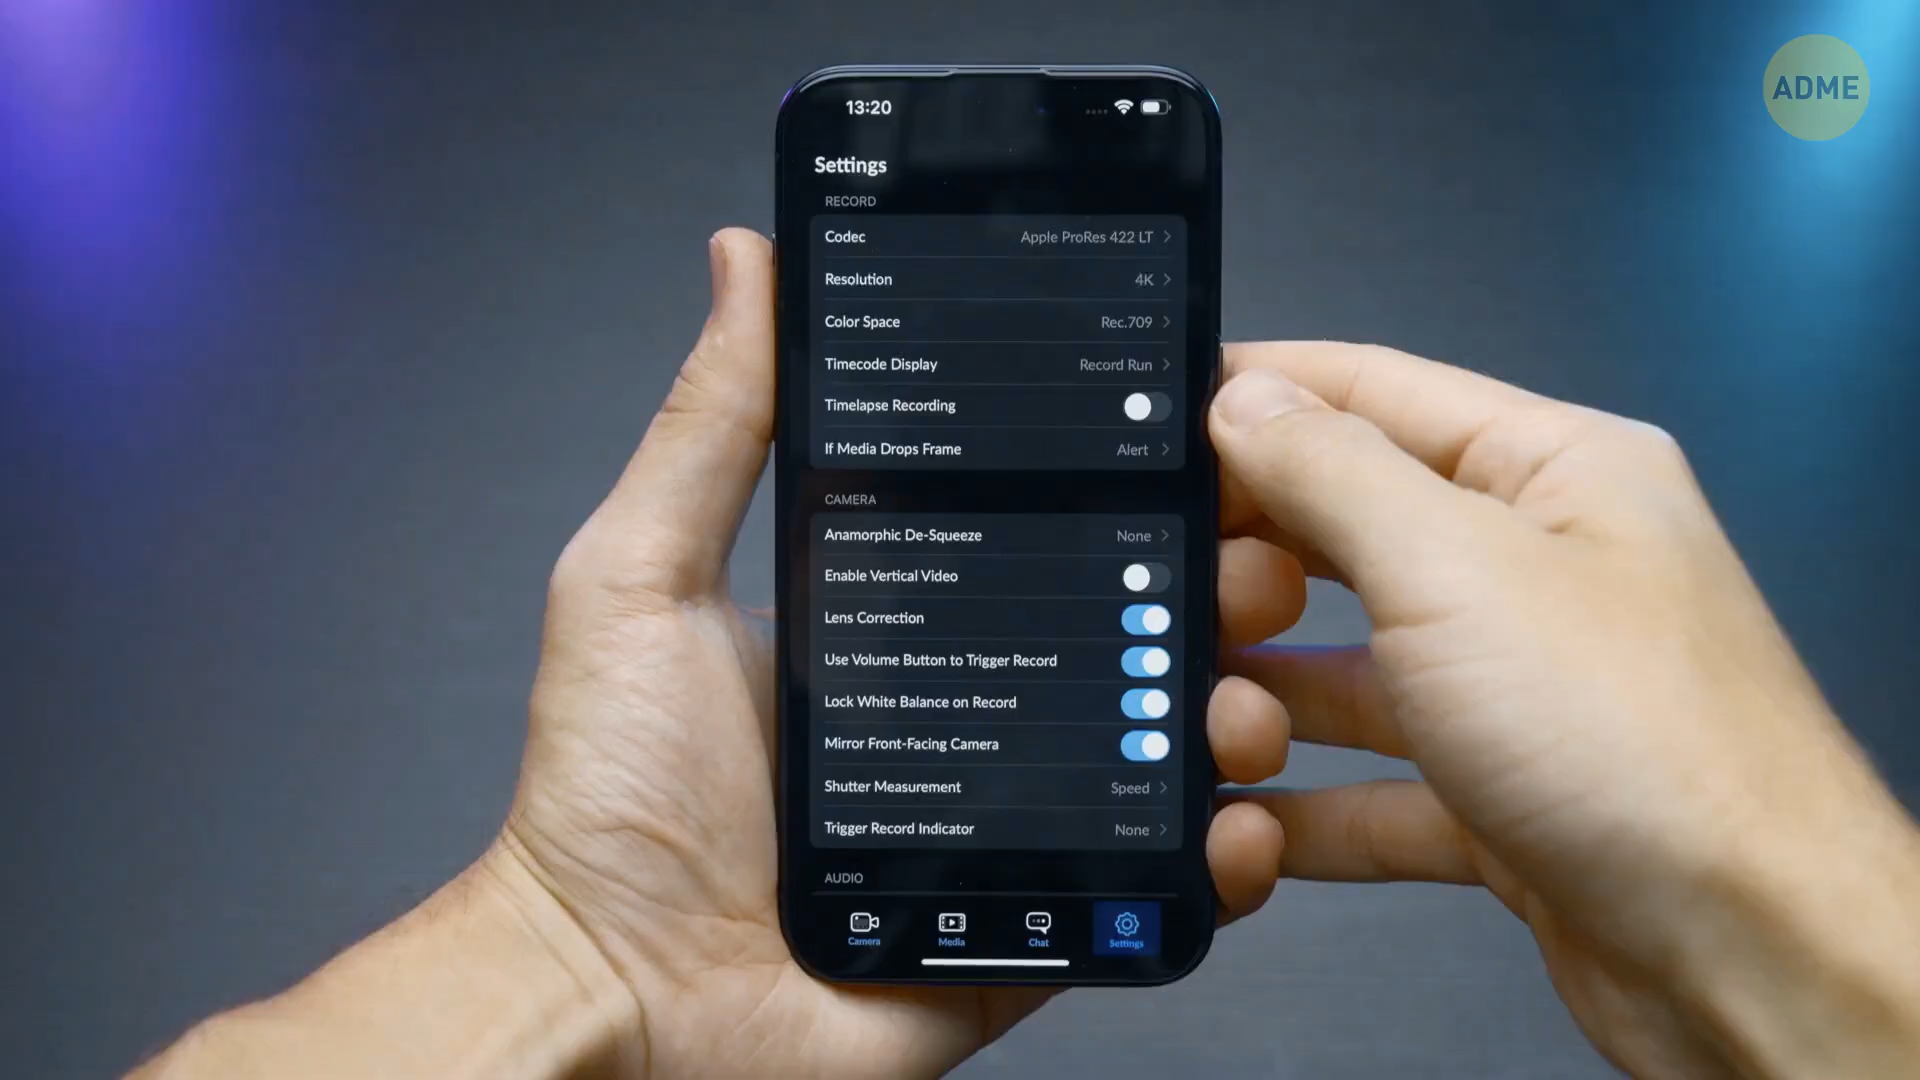 ADME
13:20
Settings
RECORD
Codec Apple ProRes 422 LT
Resolution 4K
Color Space Rec.709
Timecode Display Record Run
Timelapse Recording
If Media Drops Frame Alert
CAMERA
Anamorphic De-Squeeze None
Enable Vertical Video
Lens Correction
Use Volume Button to Trigger Record
Lock White Balance on Record
Mirror Front-Facing Camera
Shutter Measurement Speed
Trigger Record Indicator None
AUDIO
Camera Media Chat Settings